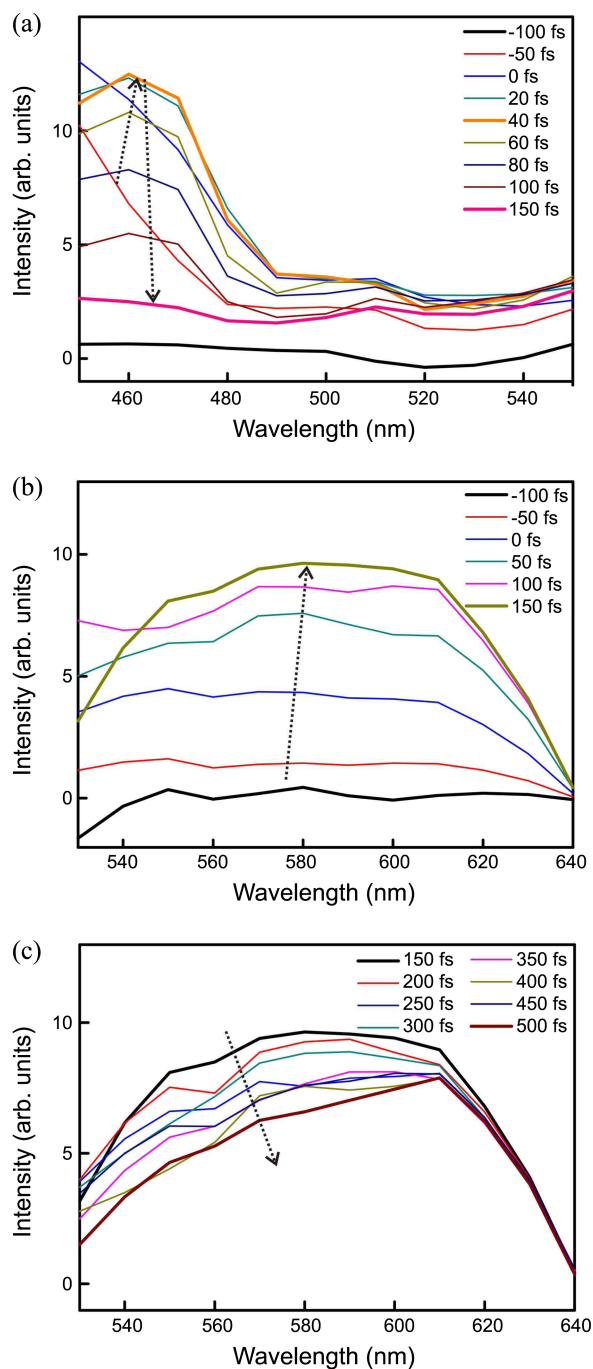 (a)
-100 fs
-50 fs
0 fs
20 fs
40 fs
60 fs
80 fs
100 fs
150 fs
10
5
0
Intensity (arb. units)
460 480 500 520 540
Wavelength (nm)
(b)
-100 fs
-50 fs
0 fs
50 fs
100 fs
150 fs
10
5
0
Intensity (arb. units)
540 560 580 600 620 640
Wavelength (nm)
(c)
150 fs 350 fs
200 fs 400 fs
250 fs 450 fs
300 fs 500 fs
10
5
0
Intensity (arb. units)
540 560 580 600 620 640
Wavelength (nm)